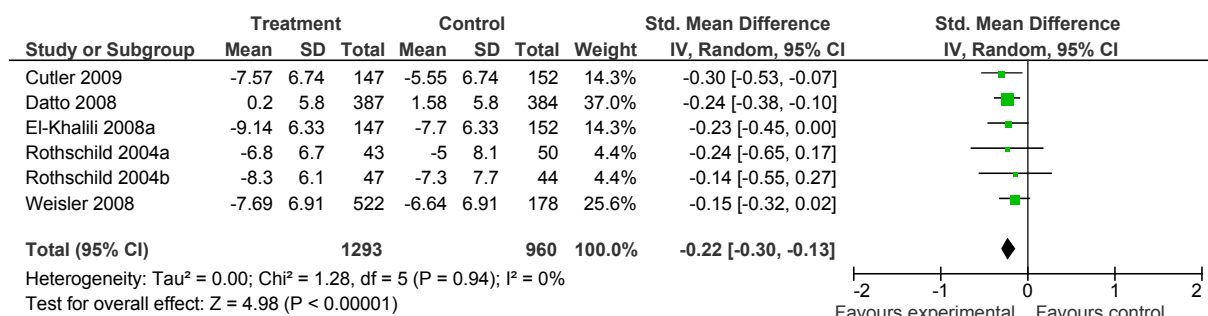 Treatment Control Std. Mean Difference Std. Mean Difference
Study or Subgroup Mean SD Total Mean SD Total Weight IV, Random, 95% CI IV, Random, 95% CI
Cutler 2009 -7.57 6.74 147 -5.55 6.74 152 14.3% -0.30 [-0.53, -0.07]
Datto 2008 0.2 5.8 387 1.58 5.8 384 37.0% -0.24 [-0.38, -0.10]
El-Khalili 2008a -9.14 6.33 147 -7.7 6.33 152 14.3% -0.23 [-0.45, 0.00]
Rothschild 2004a -6.8 6.7 43 -5 8.1 50 4.4% -0.24 [-0.65, 0.17]
Rothschild 2004b -8.3 6.1 47 -7.3 7.7 44 4.4% -0.14 [-0.55, 0.27]
Weisler 2008 -7.69 6.91 522 -6.64 6.91 178 25.6% -0.15 [-0.32, 0.02]
Total (95% CI) 1293 960 100.0% -0.22 [-0.30, -0.13]
Heterogeneity: Tau² = 0.00; Chi² = 1.28, df = 5 (P = 0.94); I² = 0%
Test for overall effect: Z = 4.98 (P < 0.00001)
-2 -1 0 1 2
Favours experimental Favours control